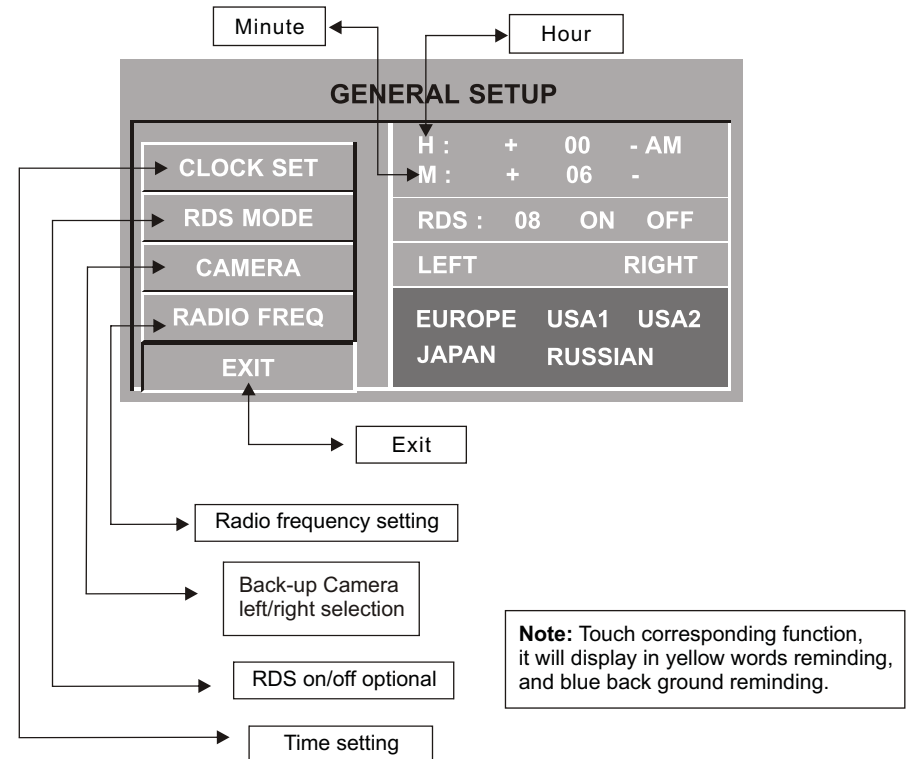 Minute
Hour
GENERAL SETUP
H : + 00 - AM
CLOCK SET
M : + 06 -
RDS MODE
RDS : 08 ON OFF
CAMERA
LEFT RIGHT
RADIO FREQ
EUROPE USA1 USA2
JAPAN RUSSIAN
EXIT
Exit
Radio frequency setting
Back-up Camera
left/right selection
Note: Touch corresponding function,
it will display in yellow words reminding,
and blue back ground reminding.
RDS on/off optional
Time setting